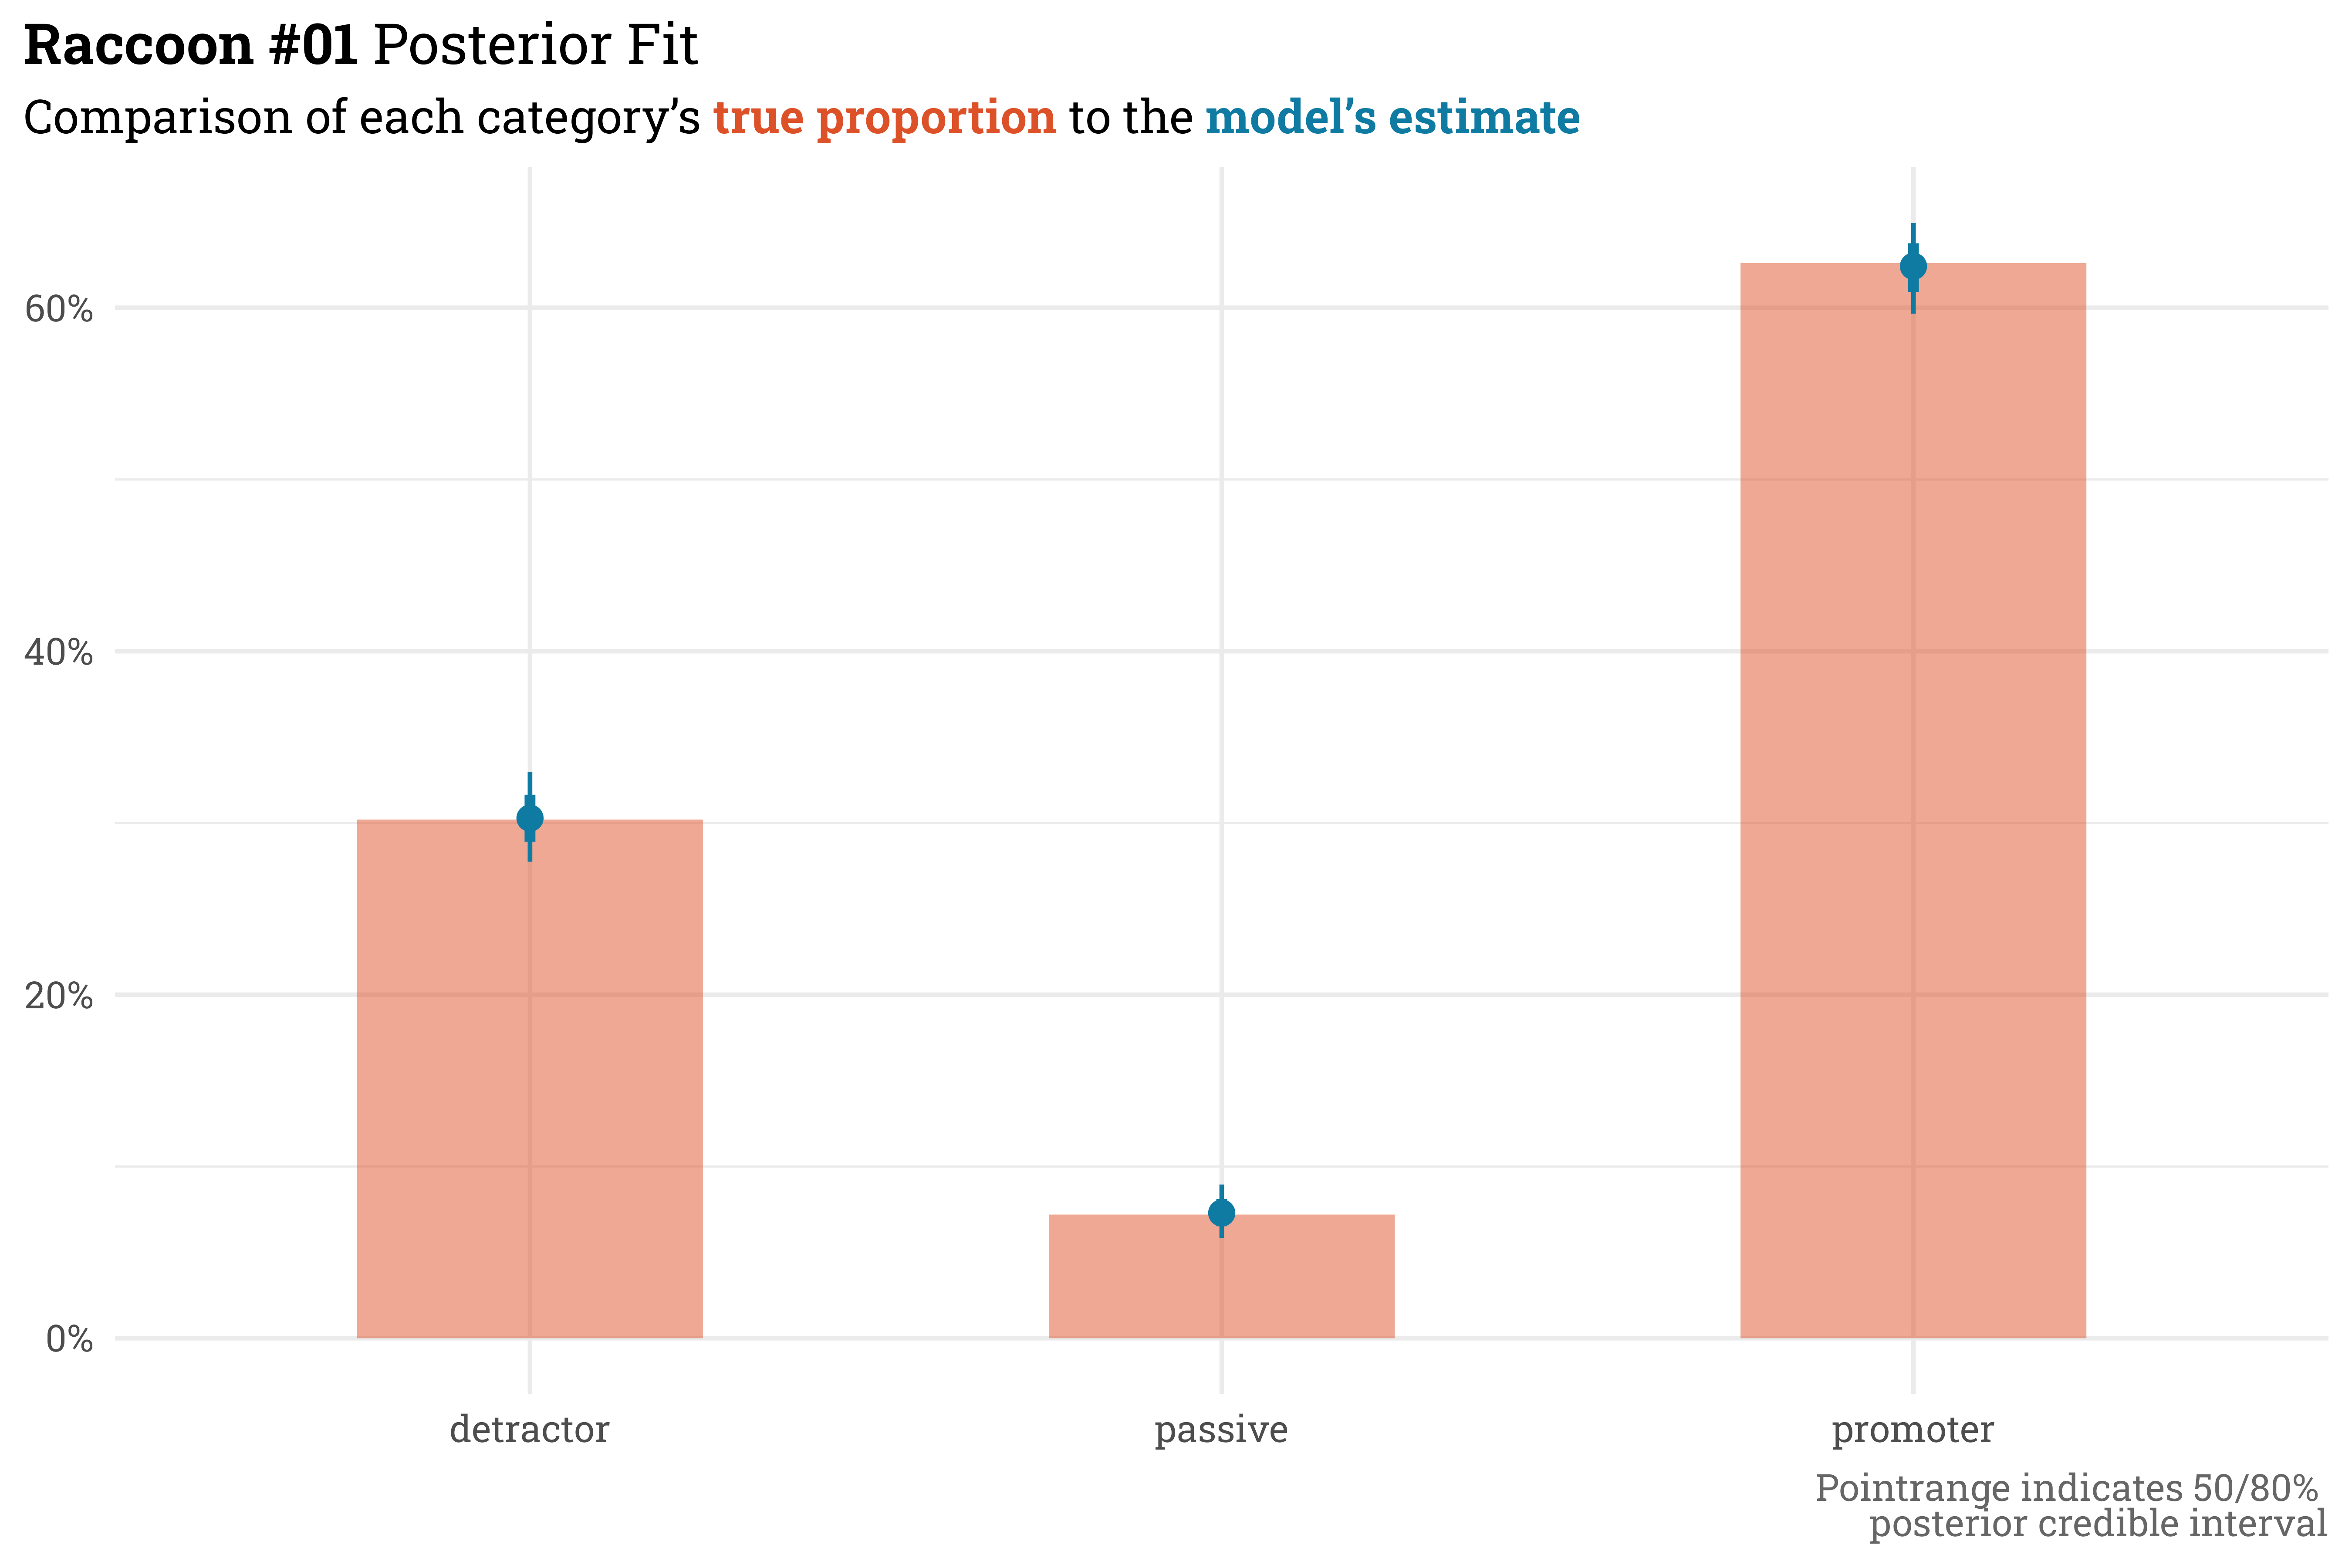 Raccoon #01 Posterior Fit
Comparison of each category’s true proportion to the model’s estimate
60%
40%
20%
0%
detractor
passive
promoter
Pointrange indicates 50/80%
posterior credible interval